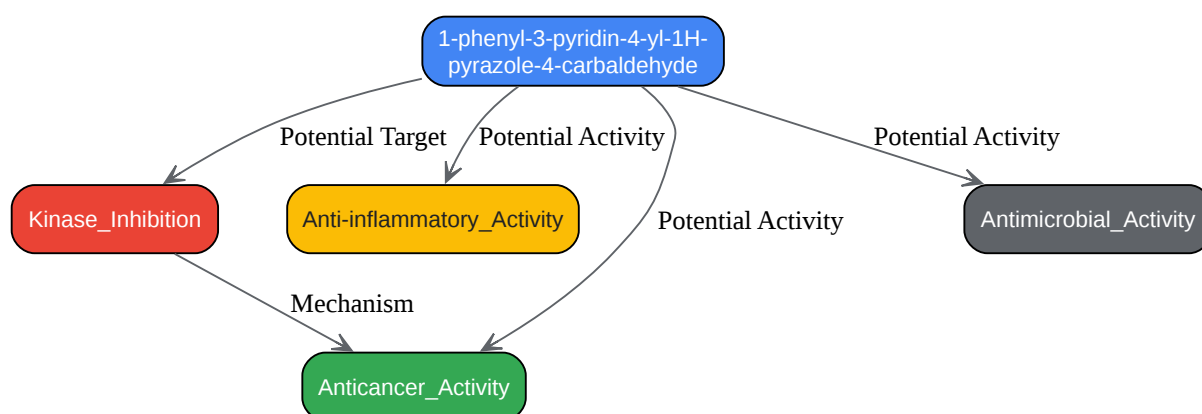 1-phenyl-3-pyridin-4-yl-1H-
pyrazole-4-carbaldehyde
Potential Target
Potential Activity
Potential Activity
Kinase_Inhibition
Anti-inflammatory_Activity
Potential Activity
Antimicrobial_Activity
Mechanism
Anticancer_Activity